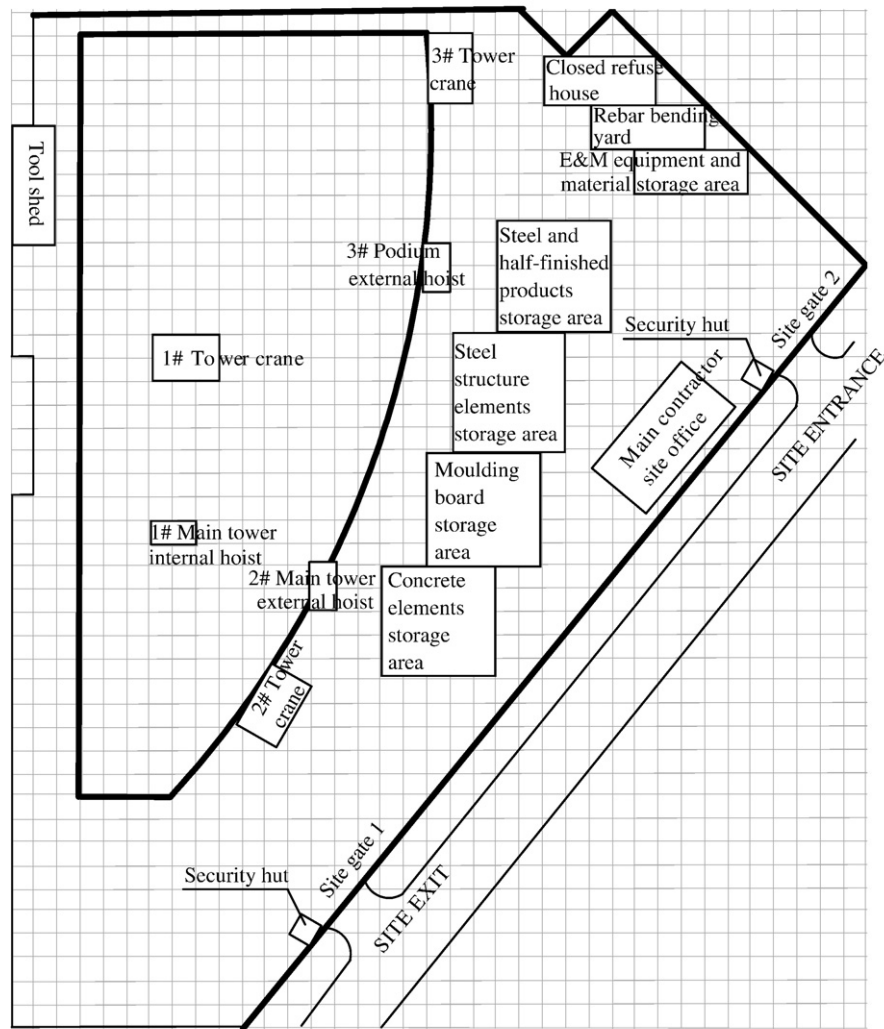 3# Tower
crane
Closed refuse
house
Rebar bending
yard
E&M equipment and
material storage area
Tool shed
3# Podium
external hoist
Steel and
half-finished
products
storage area
Site gate 2
Security hut
1# Tower crane
Steel
structure
elements
storage area
Main contractor
site office
SITE ENTRANCE
Moulding
board
storage
area
1# Main tower
internal hoist
2# Main tower
external hoist
Concrete
elements
storage
area
2# Tower
crane
Site gate 1
Security hut
SITE EXIT